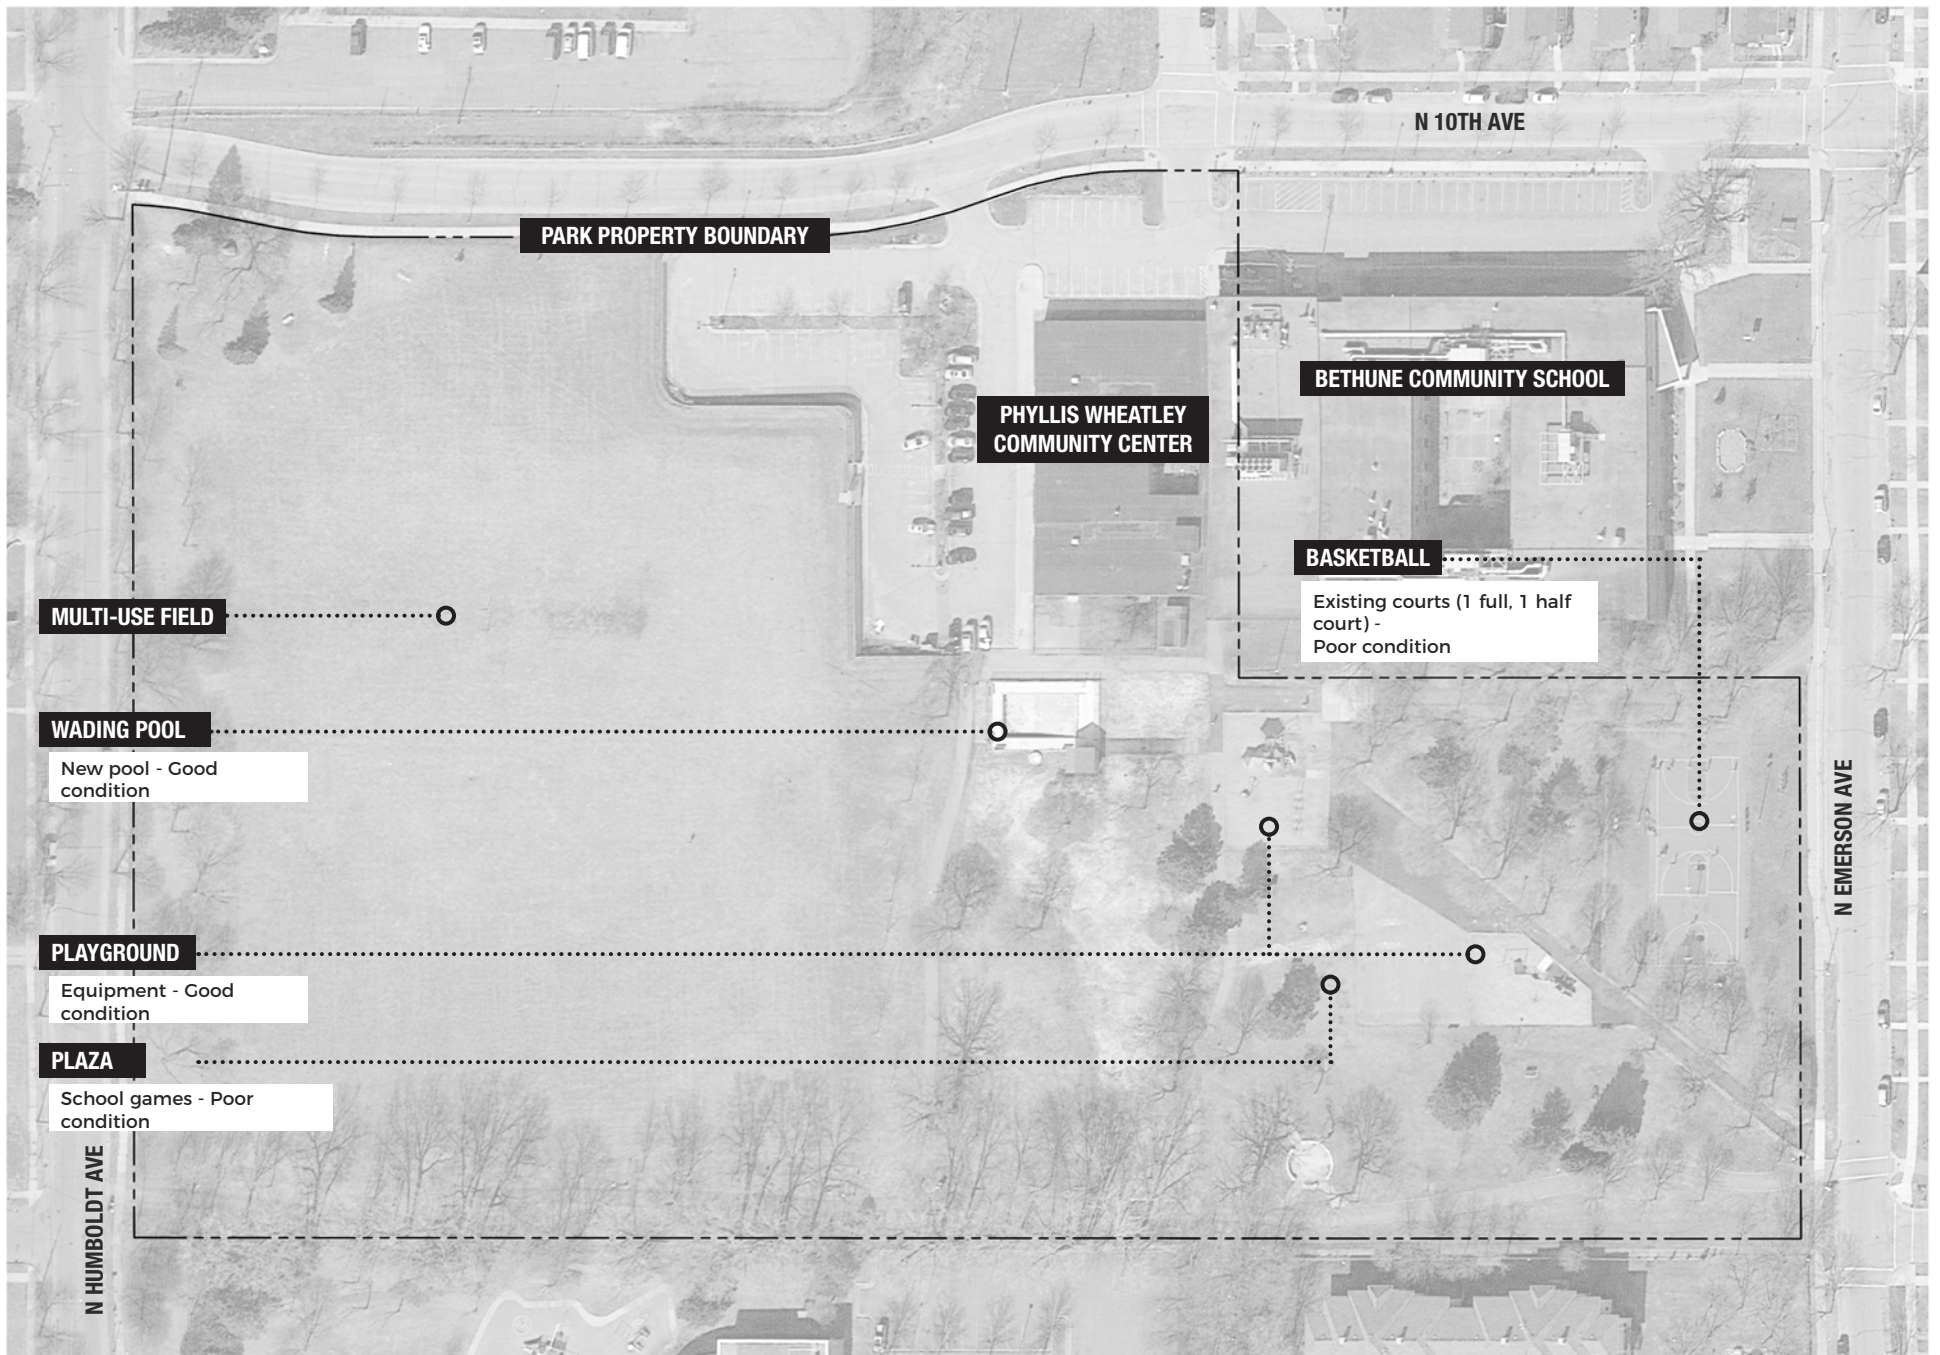 N 10TH AVE
PARK PROPERTY BOUNDARY
BETHUNE COMMUNITY SCHOOL
PHYLLIS WHEATLEY
COMMUNITY CENTER
BASKETBALL
Existing courts (1 full, 1 half
court) -
Poor condition
MULTI-USE FIELD
WADING POOL
New pool - Good
condition
N EMERSON AVE
PLAYGROUND
Equipment - Good
condition
PLAZA
School games - Poor
condition
N HUMBOLDT AVE